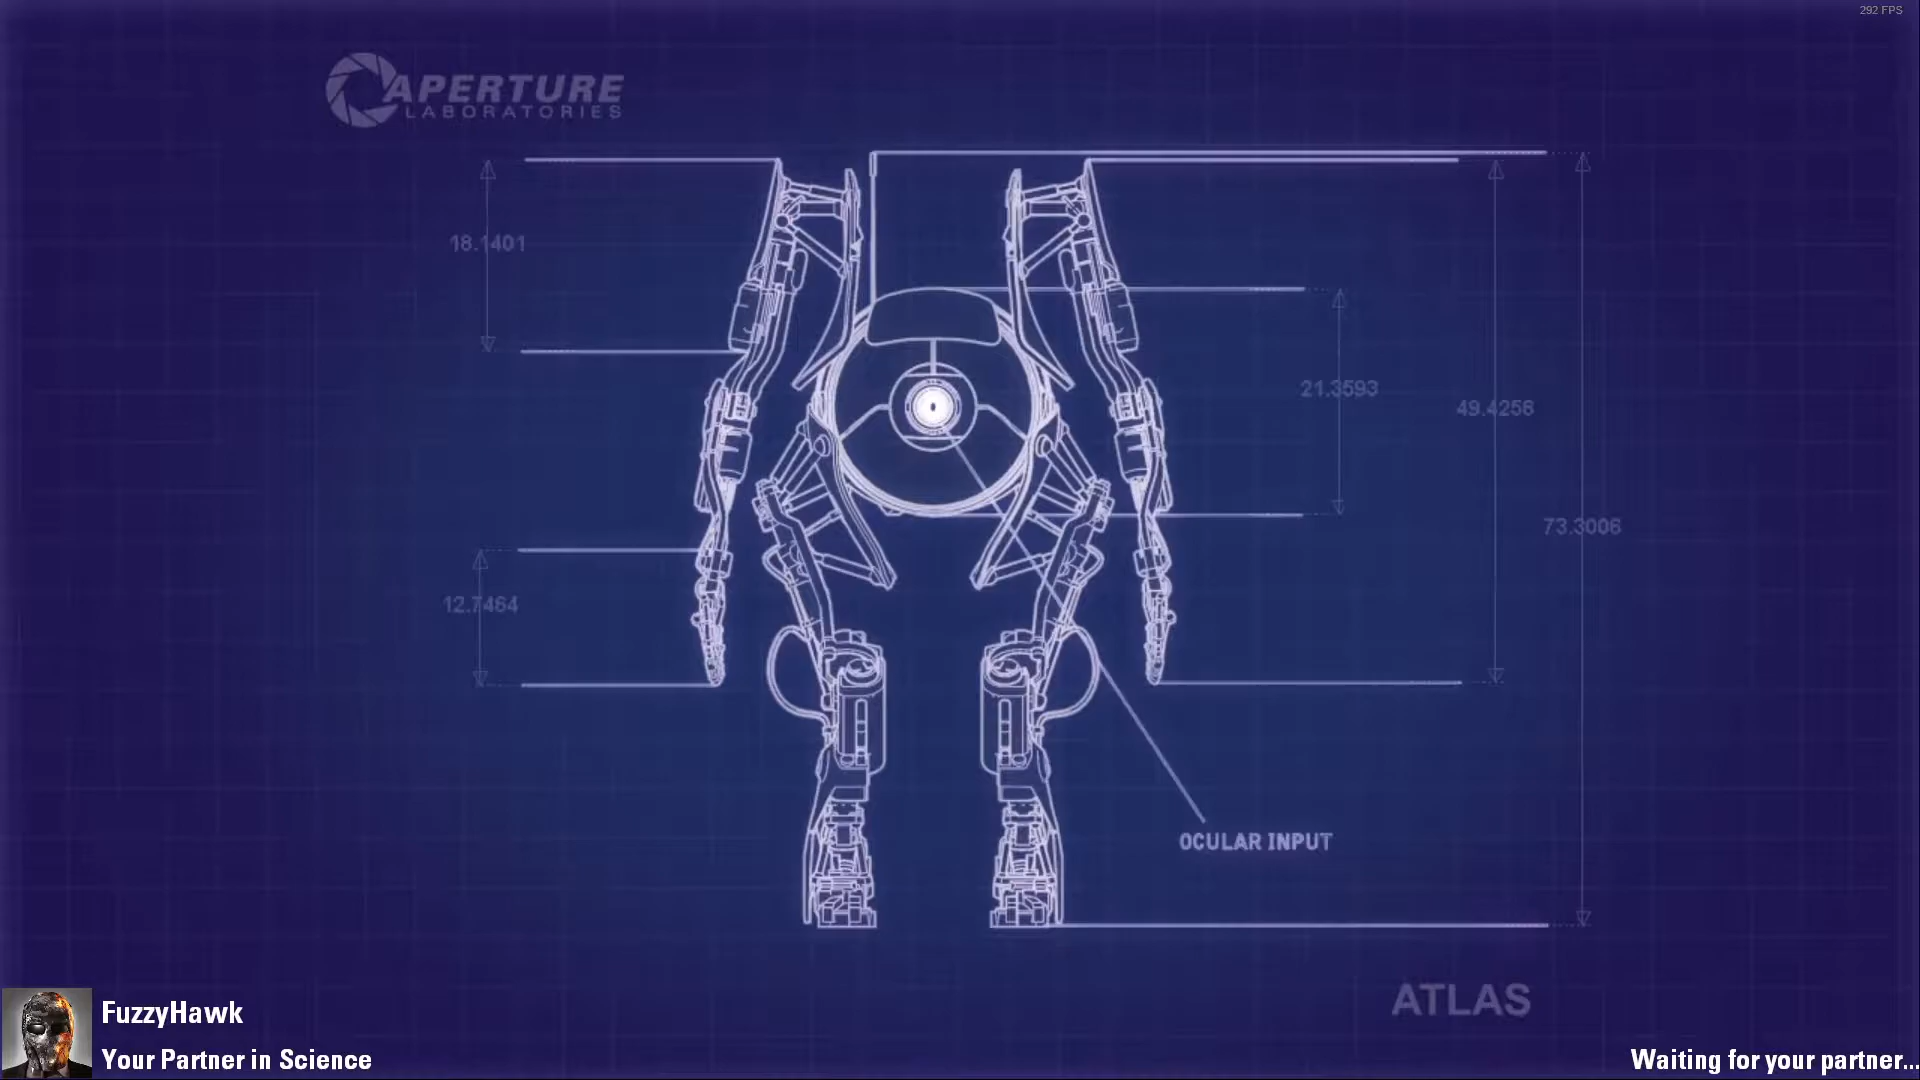 292 FPS
APERTURE
LABORATORIES
18.1401
21.3593
49.4256
73.3006
12.7464
OCULAR INPUT
ATLAS
FuzzyHawk
Your Partner in Science
Waiting for your partner...